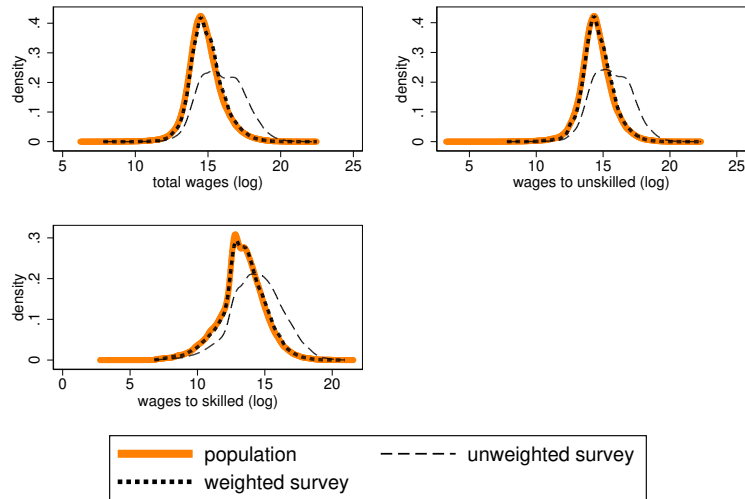 density
0 .1 .2 .3 .4
5 10 15 20 25
total wages (log)
density
0 .1 .2 .3 .4
5 10 15 20 25
wages to unskilled (log)
density
0 .1 .2 .3
0 5 10 15 20
wages to skilled (log)
population
unweighted survey
weighted survey